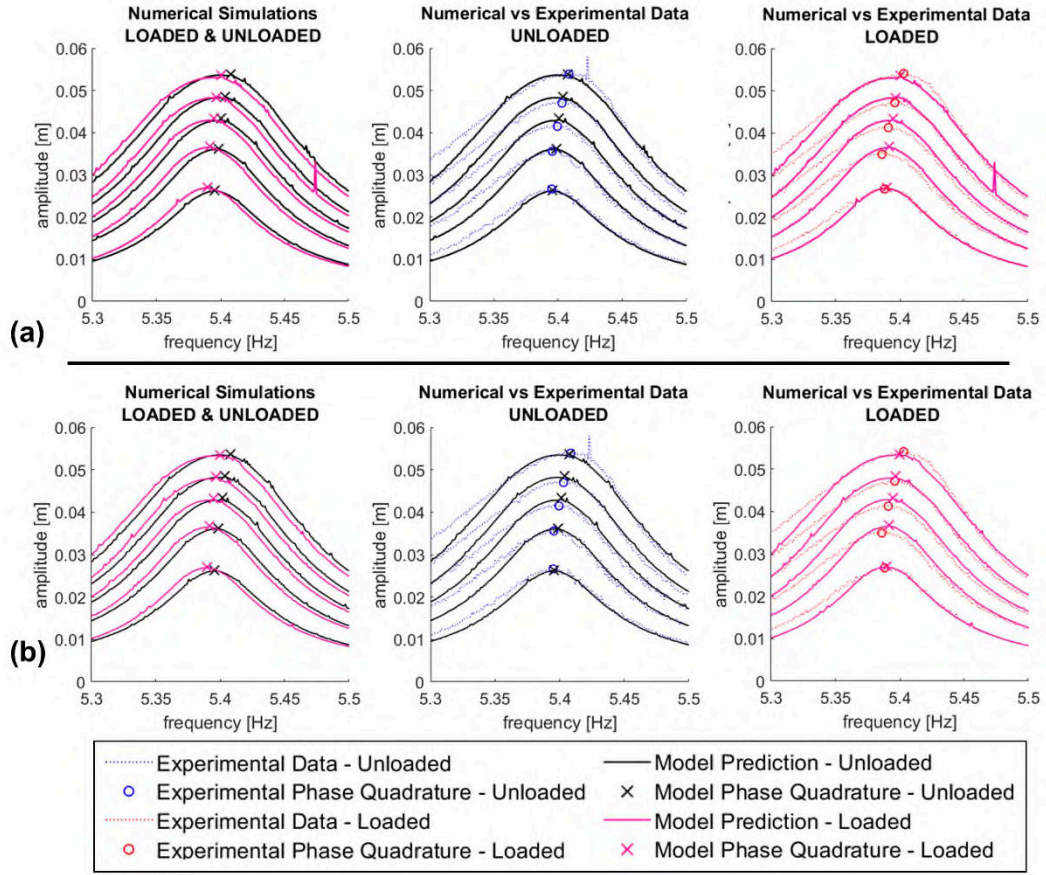 Numerical Simulations
LOADED & UNLOADED
0.06
0.05
0.04
0.03
0.02
0.01
0
amplitude [m]
5.3
5.35
5.4
5.45
5.5
frequency [Hz]
Numerical vs Experimental Data
UNLOADED
0.06
0.05
0.04
0.03
0.02
0.01
0
amplitude [m]
5.3
5.35
5.4
5.45
5.5
frequency [Hz]
Numerical vs Experimental Data
LOADED
0.06
0.05
0.04
0.03
0.02
0.01
0
amplitude [m]
5.3
5.35
5.4
5.45
5.5
frequency [Hz]
(a)
Numerical Simulations
LOADED & UNLOADED
0.06
0.05
0.04
0.03
0.02
0.01
0
amplitude [m]
5.3
5.35
5.4
5.45
5.5
frequency [Hz]
Numerical vs Experimental Data
UNLOADED
0.06
0.05
0.04
0.03
0.02
0.01
0
amplitude [m]
5.3
5.35
5.4
5.45
5.5
frequency [Hz]
Numerical vs Experimental Data
LOADED
0.06
0.05
0.04
0.03
0.02
0.01
0
amplitude [m]
5.3
5.35
5.4
5.45
5.5
frequency [Hz]
(b)
Experimental Data - Unloaded
Experimental Phase Quadrature - Unloaded
Experimental Data - Loaded
Experimental Phase Quadrature - Loaded
Model Prediction - Unloaded
Model Phase Quadrature - Unloaded
Model Prediction - Loaded
Model Phase Quadrature - Loaded